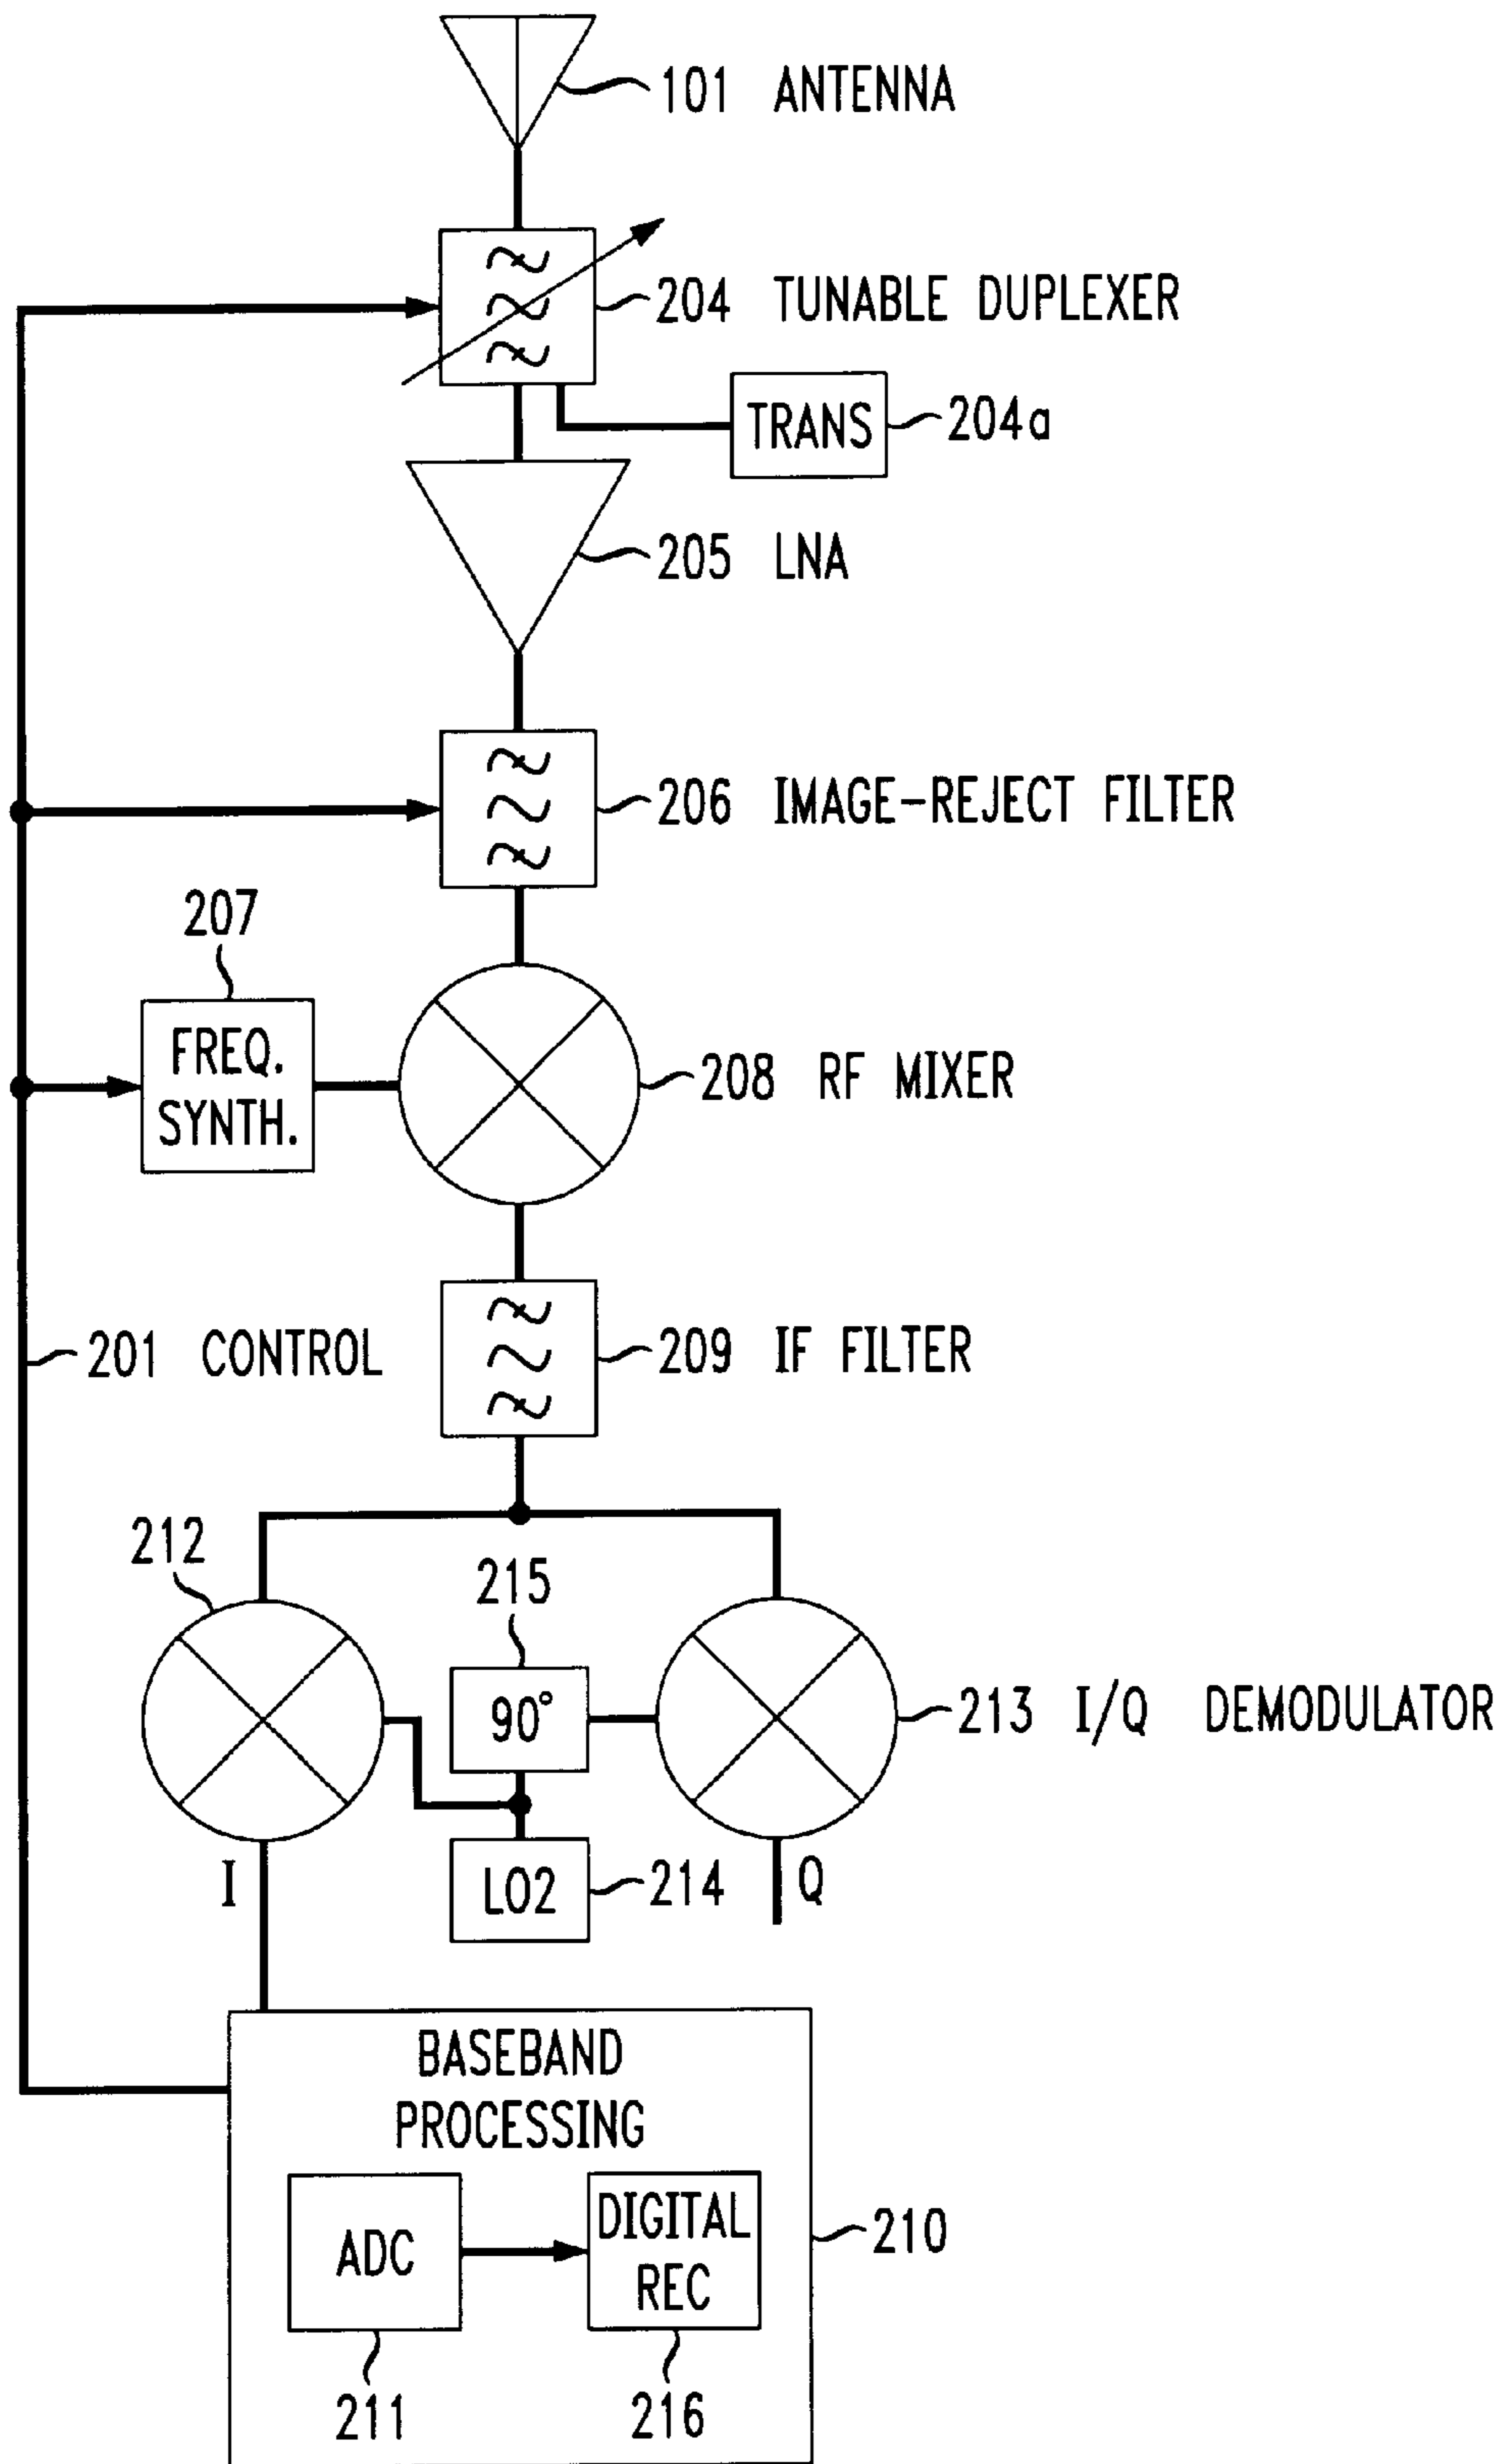 101 ANTENNA
204 TUNABLE DUPLEXER
TRANS
204a
205 LNA
206 IMAGE-REJECT FILTER
207
FREQ.
SYNTH.
208 RF MIXER
201 CONTROL
209 IF FILTER
212
215
90°
213 I/Q DEMODULATOR
I
LO2
214
Q
BASEBAND
PROCESSING
ADC
DIGITAL
REC
210
211
216